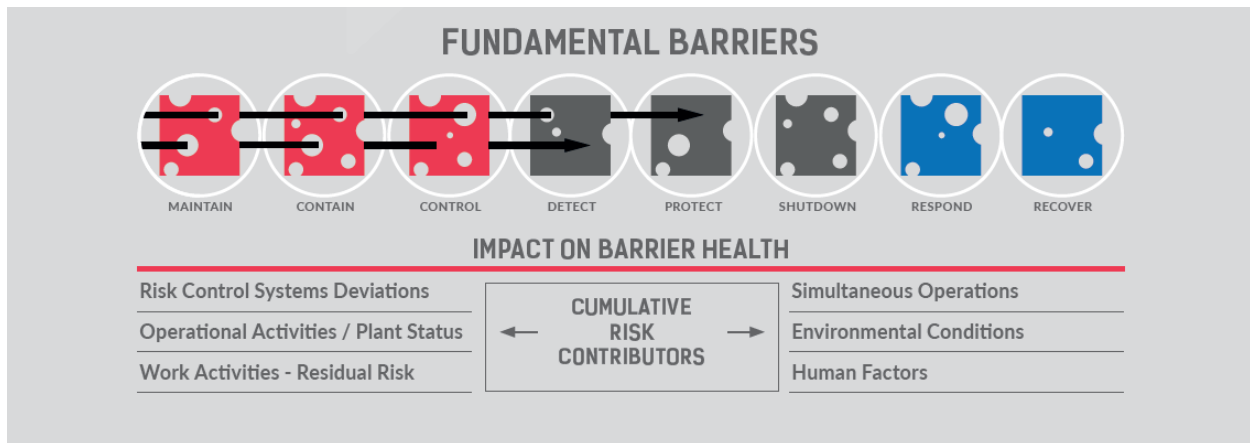 FUNDAMENTAL BARRIERS
MAINTAIN
CONTAIN
CONTROL
DETECT
PROTECT
SHUTDOWN
RESPOND
RECOVER
IMPACT ON BARRIER HEALTH
Risk Control Systems Deviations
Operational Activities / Plant Status
Work Activities - Residual Risk
CUMULATIVE
RISK
CONTRIBUTORS
Simultaneous Operations
Environmental Conditions
Human Factors